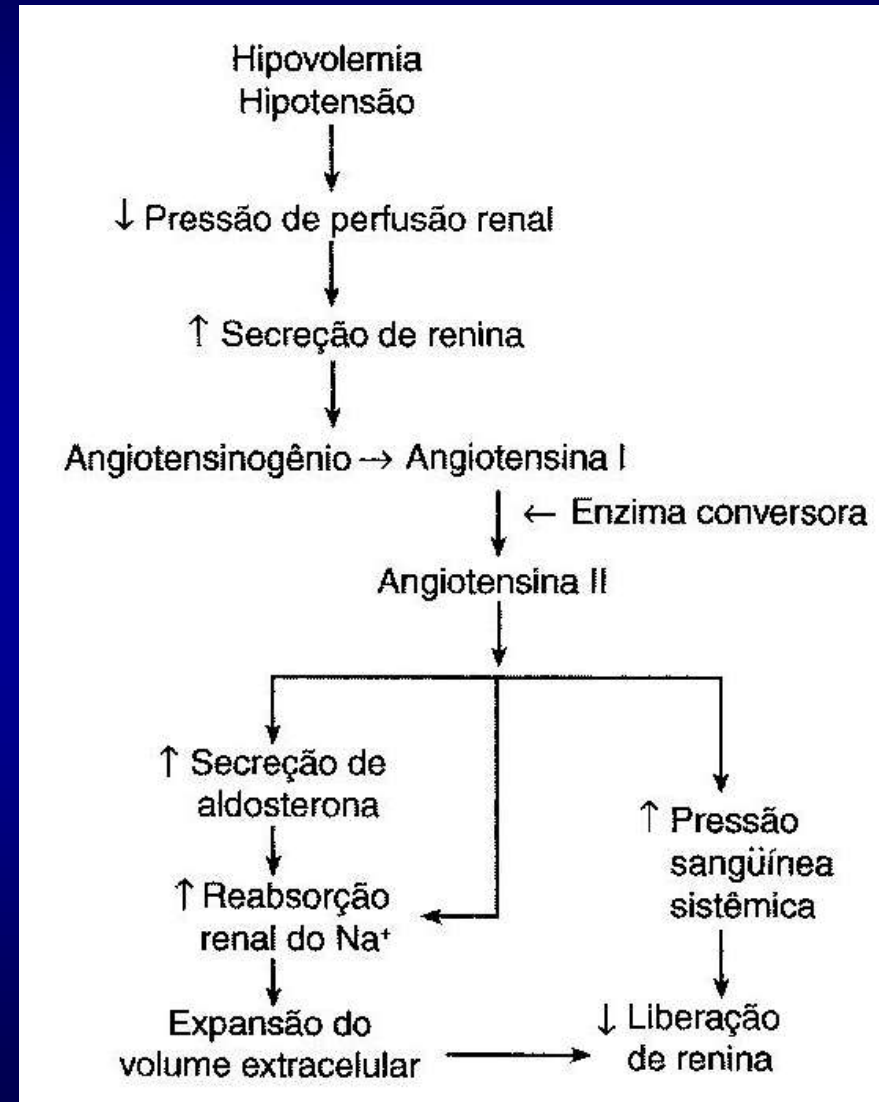 Hipovolemia
Hipotensão
↓ Pressão de perfusão renal
↑ Secreção de renina
Angiotensinogênio → Angiotensina I
← Enzima conversora
Angiotensina II
↑ Secreção de
aldosterona
↑ Reabsorção
renal do Na⁺
Expansão do
volume extracelular
↑ Pressão
sangüínea
sistêmica
↓ Liberação
de renina